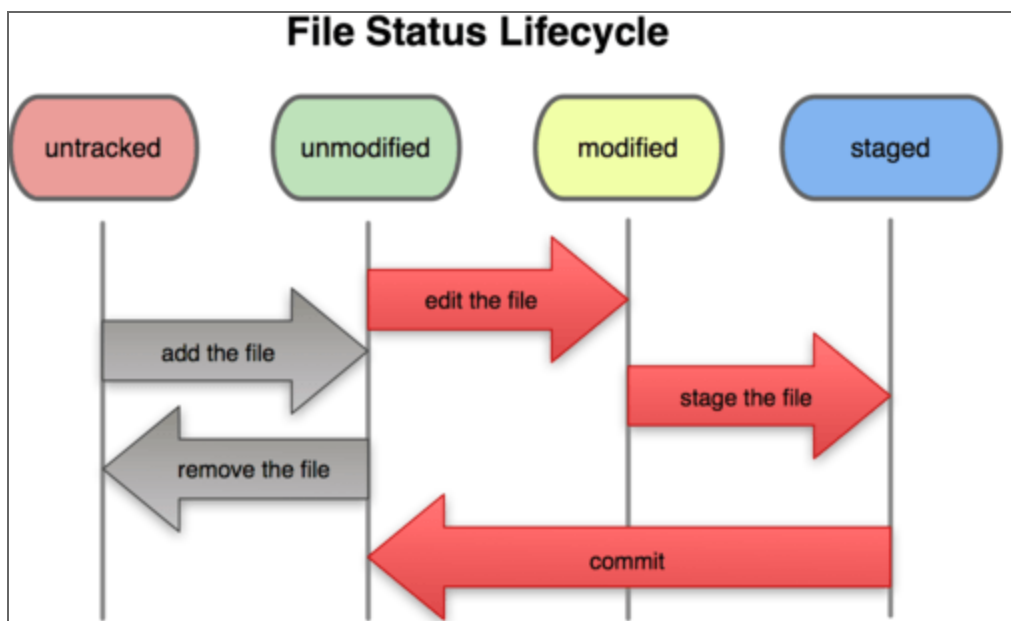 File Status Lifecycle
untracked
unmodified
modified
staged
edit the file
add the file
stage the file
remove the file
commit